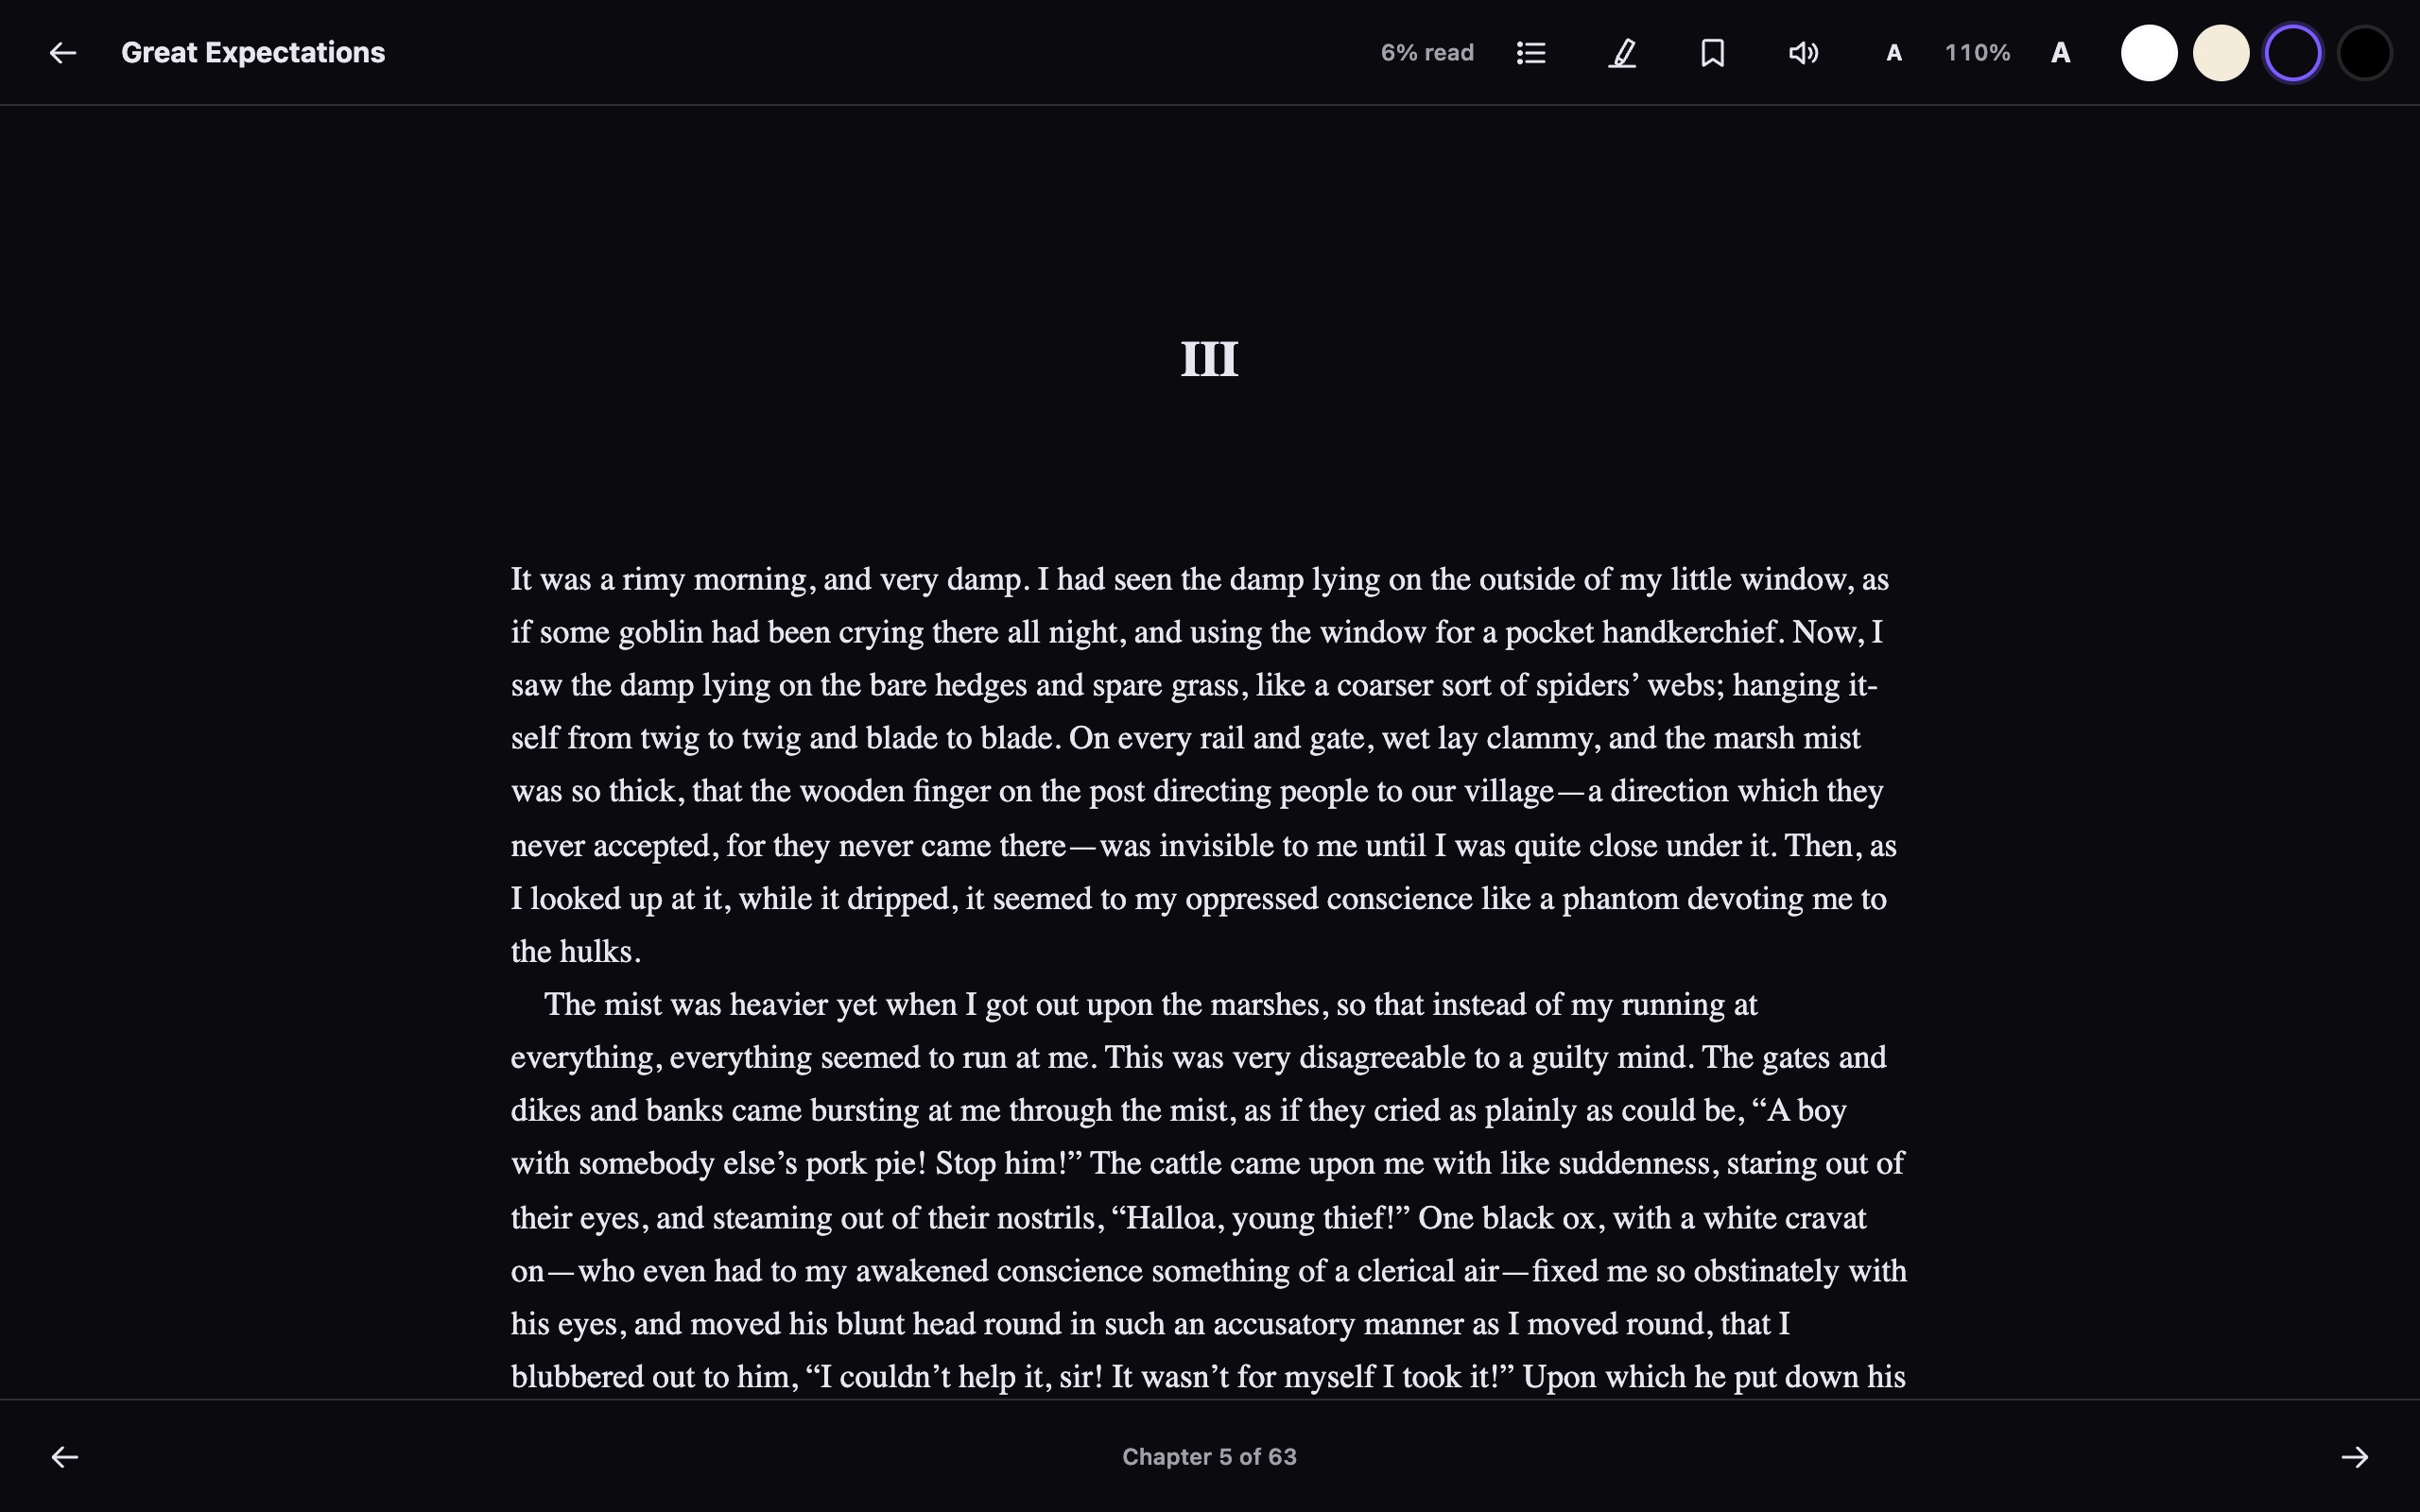 Great Expectations
6% read
A
110%
A
III
It was a rimy morning, and very damp. I had seen the damp lying on the outside of my little window, as
if some goblin had been crying there all night, and using the window for a pocket handkerchief. Now, I
saw the damp lying on the bare hedges and spare grass, like a coarser sort of spiders’ webs; hanging it-
self from twig to twig and blade to blade. On every rail and gate, wet lay clammy, and the marsh mist
was so thick, that the wooden finger on the post directing people to our village—a direction which they
never accepted, for they never came there—was invisible to me until I was quite close under it. Then, as
I looked up at it, while it dripped, it seemed to my oppressed conscience like a phantom devoting me to
the hulks.
The mist was heavier yet when I got out upon the marshes, so that instead of my running at
everything, everything seemed to run at me. This was very disagreeable to a guilty mind. The gates and
dikes and banks came bursting at me through the mist, as if they cried as plainly as could be, “A boy
with somebody else’s pork pie! Stop him!” The cattle came upon me with like suddenness, staring out of
their eyes, and steaming out of their nostrils, “Halloa, young thief!” One black ox, with a white cravat
on—who even had to my awakened conscience something of a clerical air—fixed me so obstinately with
his eyes, and moved his blunt head round in such an accusatory manner as I moved round, that I
blubbered out to him, “I couldn’t help it, sir! It wasn’t for myself I took it!” Upon which he put down his
Chapter 5 of 63